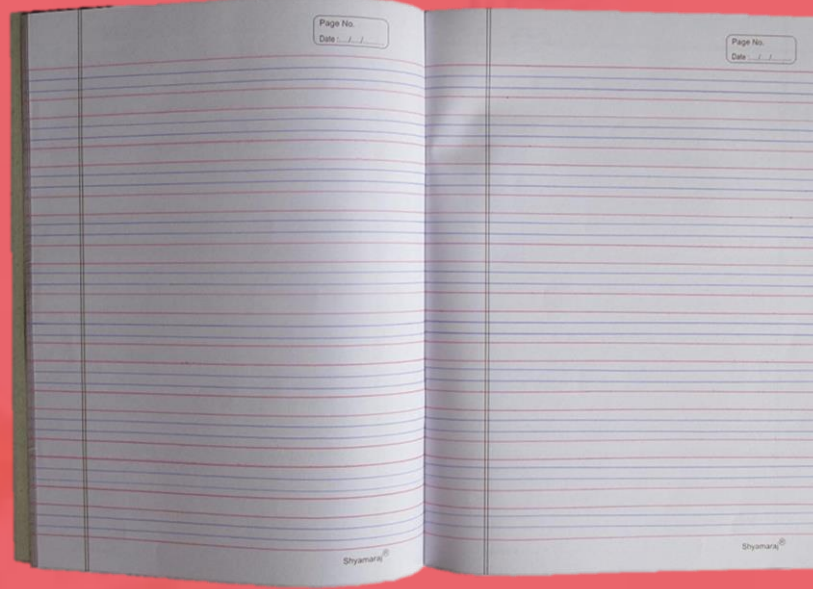 Page No.
Date : / /
Page No.
Date : / /
Shyamaraj®
Shyamaraj®